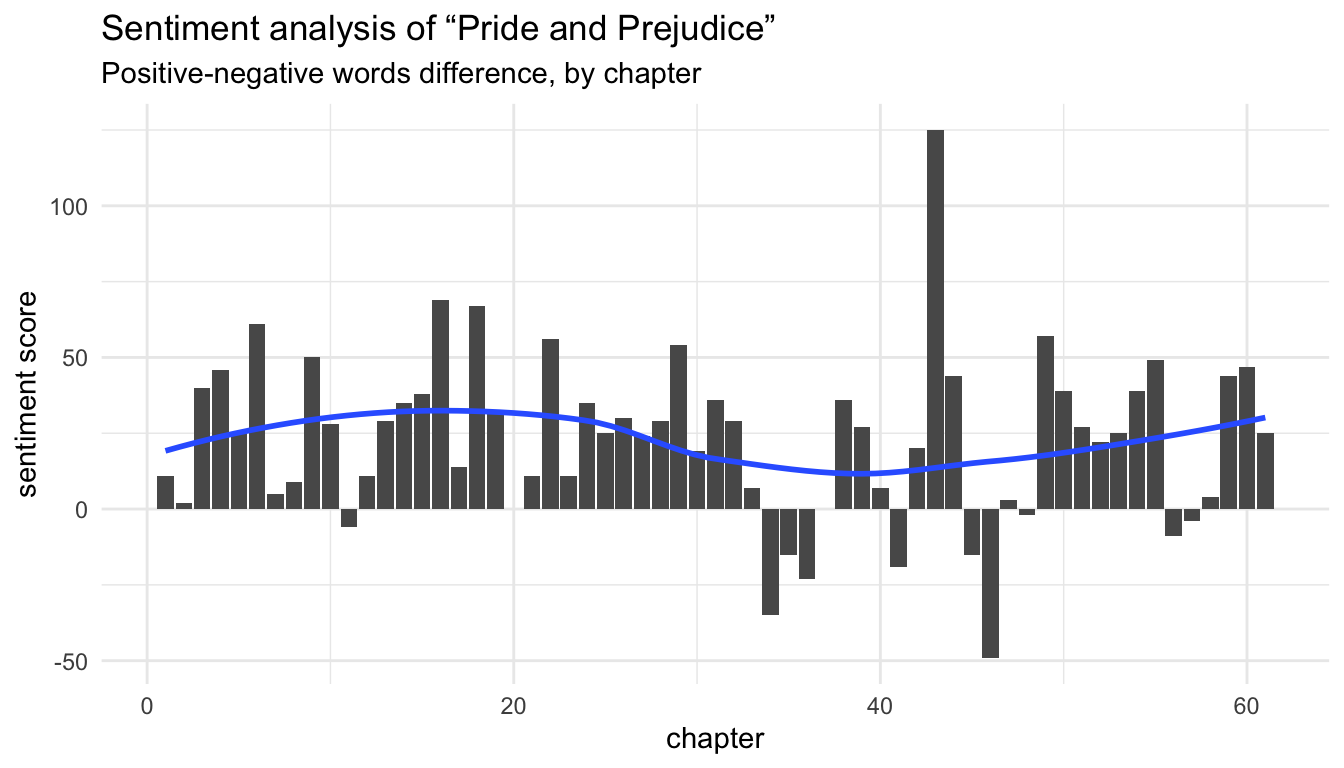 Sentiment analysis of “Pride and Prejudice”
Positive-negative words difference, by chapter
sentiment score
100
50
0
-50
0
20
40
60
chapter